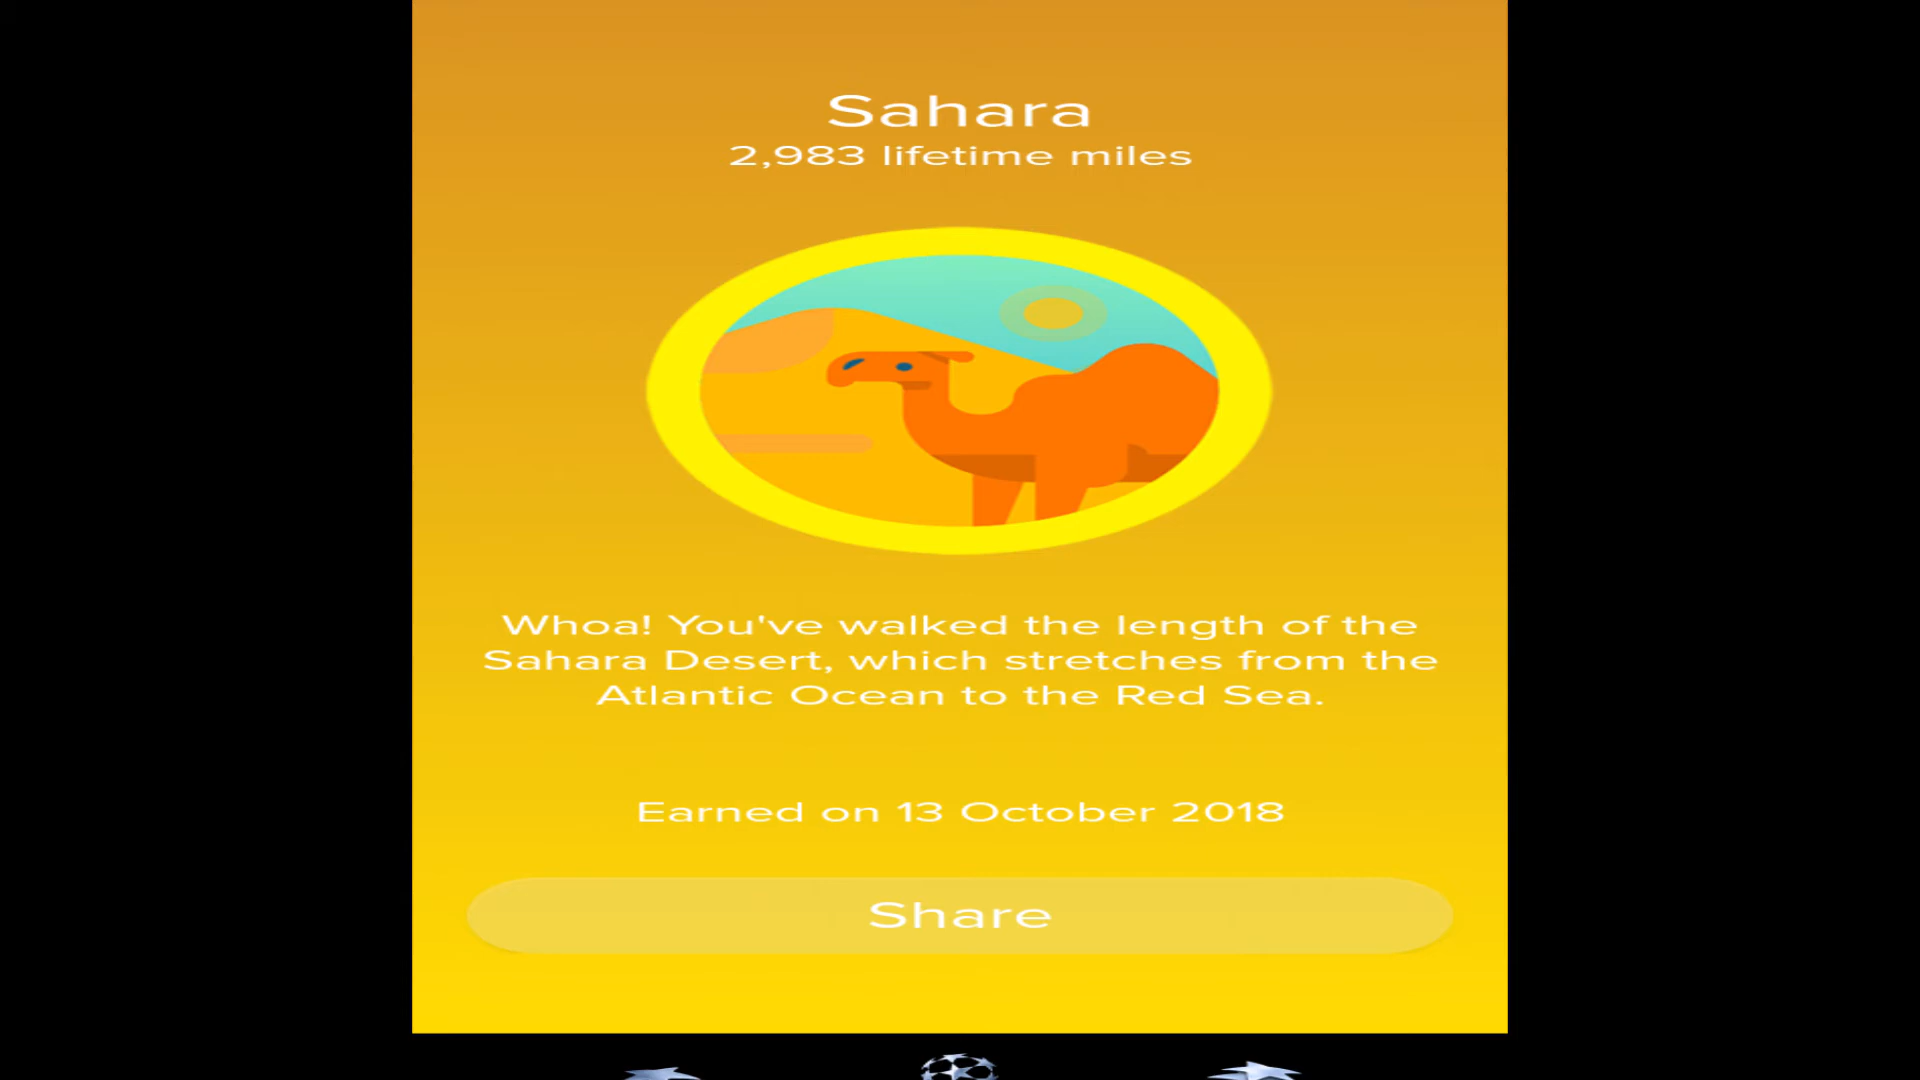 Sahara
2,983 lifetime miles
Whoa! You've walked the length of the
Sahara Desert, which stretches from the
Atlantic Ocean to the Red Sea.
Earned on 13 October 2018
Share